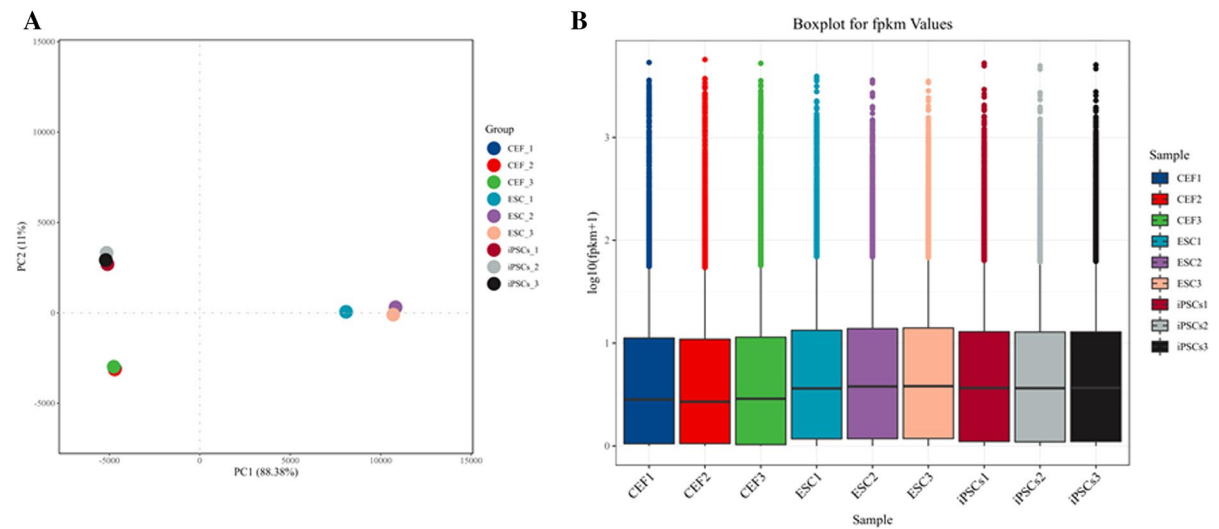 A
15000
10000
5000
0
-5000
PC2 (11%)
-5000
0
5000
10000
15000
PC1 (88.38%)
Group
CEF_1
CEF_2
CEF_3
ESC_1
ESC_2
ESC_3
iPSCs_1
iPSCs_2
iPSCs_3
B
Boxplot for fpkm Values
3
2
1
0
log10(fpkm+1)
CEF1
CEF2
CEF3
ESC1
ESC2
ESC3
iPSCs1
iPSCs2
iPSCs3
Sample
Sample
CEF1
CEF2
CEF3
ESC1
ESC2
ESC3
iPSCs1
iPSCs2
iPSCs3